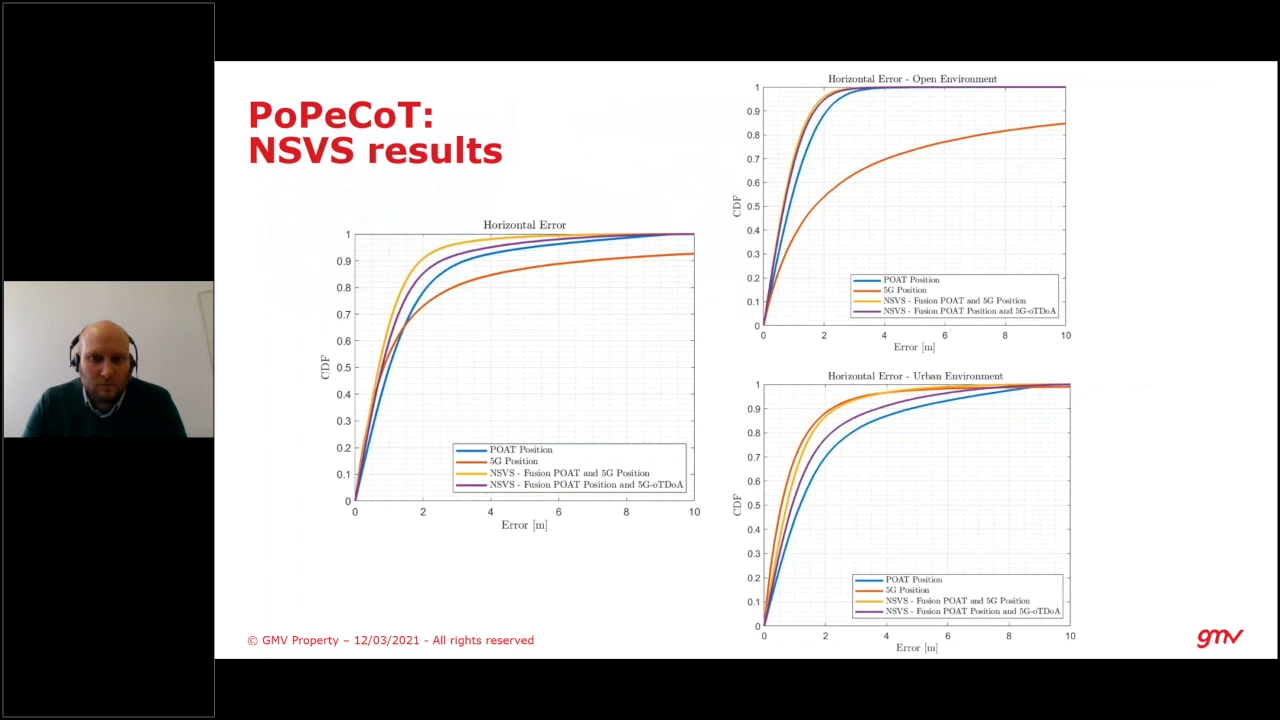 PoPeCoT:
NSVS results
Horizontal Error
CDF
1
0.9
0.8
0.7
0.6
0.5
0.4
0.3
0.2
0.1
0
0 2 4 6 8 10
Error [m]
POAT Position
5G Position
NSVS - Fusion POAT and 5G Position
NSVS - Fusion POAT Position and 5G-oTDoA
Horizontal Error - Open Environment
CDF
1
0.9
0.8
0.7
0.6
0.5
0.4
0.3
0.2
0.1
0
0 2 4 6 8 10
Error [m]
POAT Position
5G Position
NSVS - Fusion POAT and 5G Position
NSVS - Fusion POAT Position and 5G-oTDoA
Horizontal Error - Urban Environment
CDF
1
0.9
0.8
0.7
0.6
0.5
0.4
0.3
0.2
0.1
0
0 2 4 6 8 10
Error [m]
POAT Position
5G Position
NSVS - Fusion POAT and 5G Position
NSVS - Fusion POAT Position and 5G-oTDoA
© GMV Property – 12/03/2021 - All rights reserved
gmv